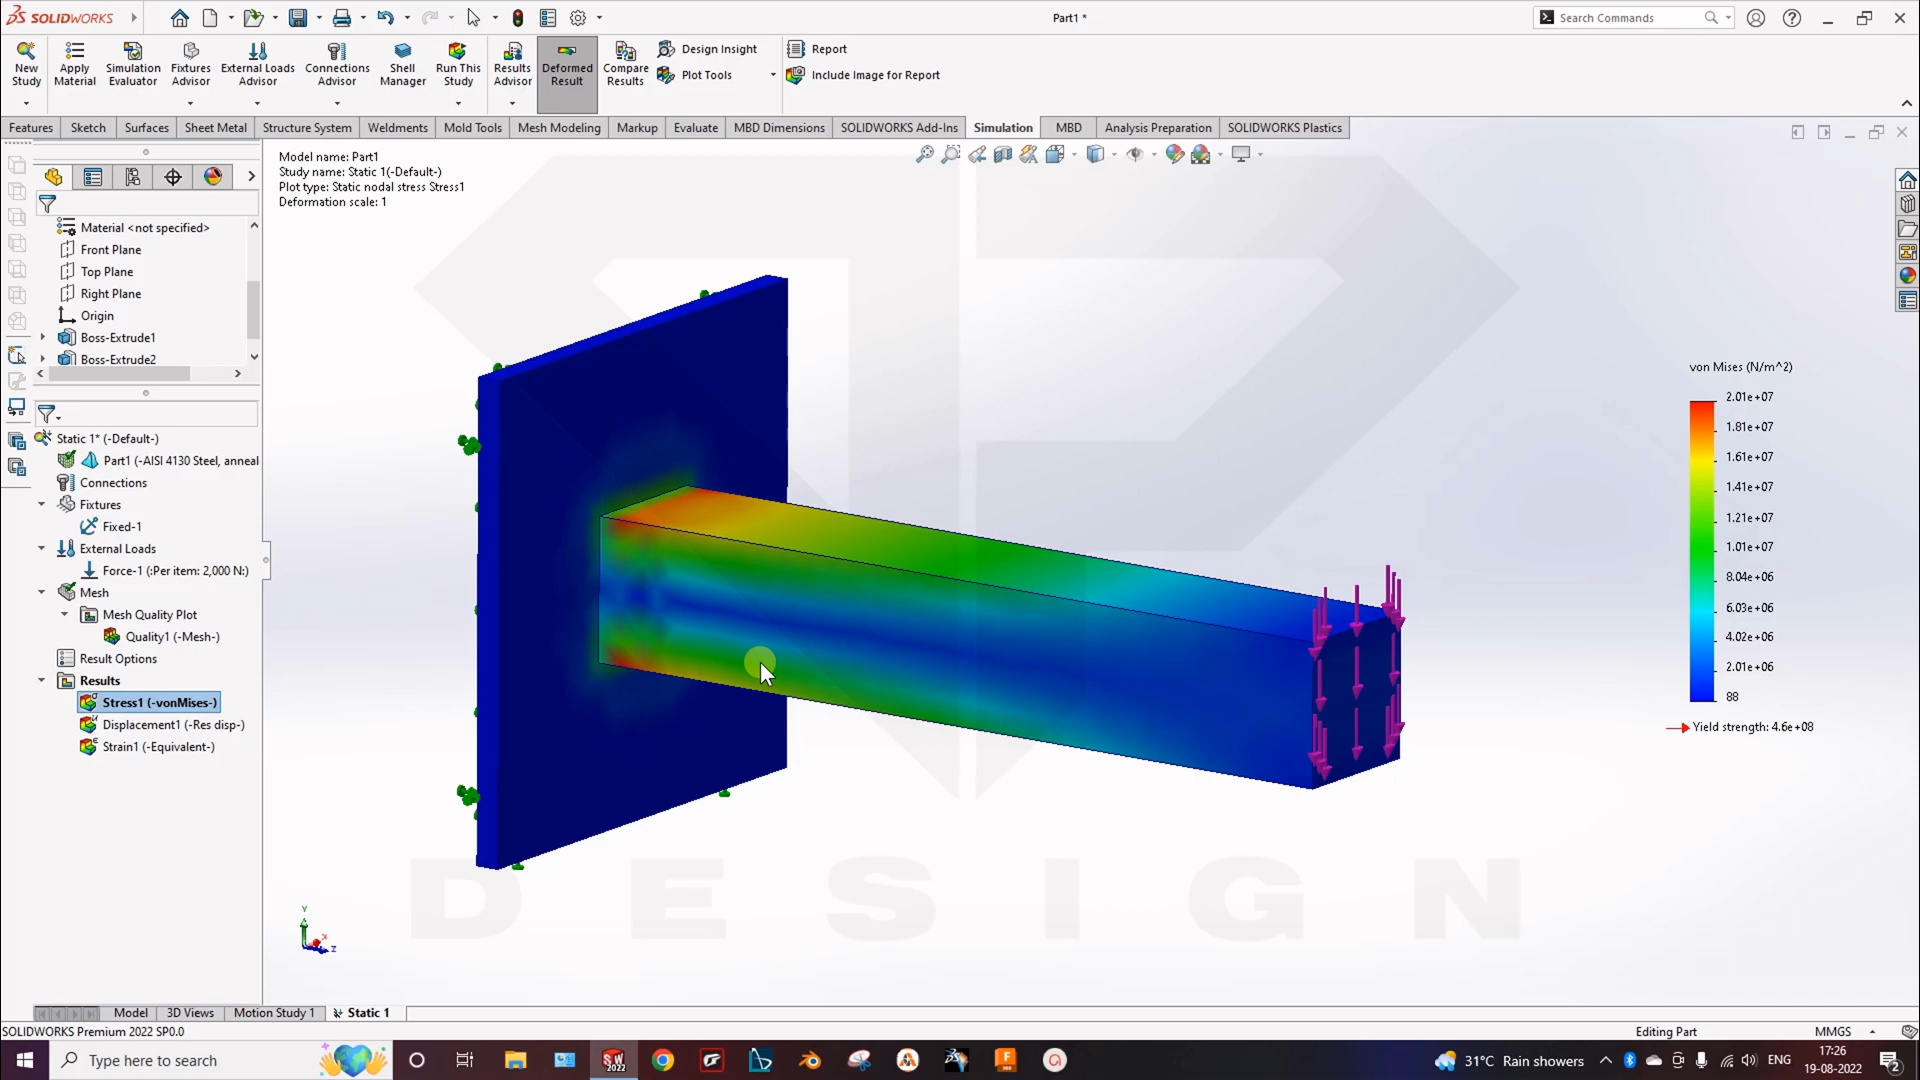 SOLIDWORKS
Part1 *
Search Commands
New Study
Apply Material
Simulation Evaluator
Fixtures Advisor
External Loads Advisor
Connections Advisor
Shell Manager
Run This Study
Results Advisor
Deformed Result
Compare Results
Design Insight
Plot Tools
Report
Include Image for Report
Features
Sketch
Surfaces
Sheet Metal
Structure System
Weldments
Mold Tools
Mesh Modeling
Markup
Evaluate
MBD Dimensions
SOLIDWORKS Add-Ins
Simulation
MBD
Analysis Preparation
SOLIDWORKS Plastics
Model name: Part1
Study name: Static 1(-Default-)
Plot type: Static nodal stress Stress1
Deformation scale: 1
Material <not specified>
Front Plane
Top Plane
Right Plane
Origin
Boss-Extrude1
Boss-Extrude2
Static 1* (-Default-)
Part1 (-AISI 4130 Steel, anneal
Connections
Fixtures
Fixed-1
External Loads
Force-1 (:Per item: 2,000 N:)
Mesh
Mesh Quality Plot
Quality1 (-Mesh-)
Result Options
Results
Stress1 (-vonMises-)
Displacement1 (-Res disp-)
Strain1 (-Equivalent-)
von Mises (N/m^2)
2.01e+07
1.81e+07
1.61e+07
1.41e+07
1.21e+07
1.01e+07
8.04e+06
6.03e+06
4.02e+06
2.01e+06
88
Yield strength: 4.6e+08
DESIGN
Y
X
Z
Model
3D Views
Motion Study 1
Static 1
SOLIDWORKS Premium 2022 SP0.0
Editing Part
MMGS
Type here to search
SW
2022
31°C Rain showers
ENG
17:26
19-08-2022
2